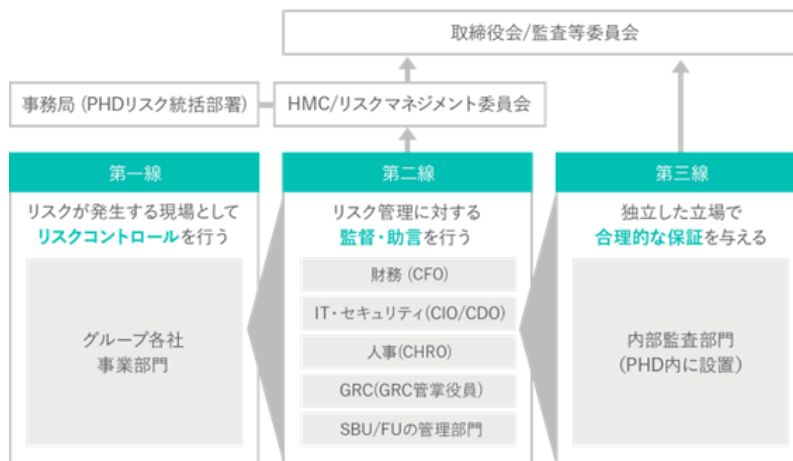 取締役会/監査等委員会
事務局 (PHDリスク統括部署)
HMC/リスクマネジメント委員会
第一線
リスクが発生する現場として
リスクコントロールを行う
グループ各社
事業部門
第二線
リスク管理に対する
監督・助言を行う
財務 (CFO)
IT・セキュリティ(CIO/CDO)
人事(CHRO)
GRC(GRC管掌役員)
SBU/FUの管理部門
第三線
独立した立場で
合理的な保証を与える
内部監査部門
(PHD内に設置)